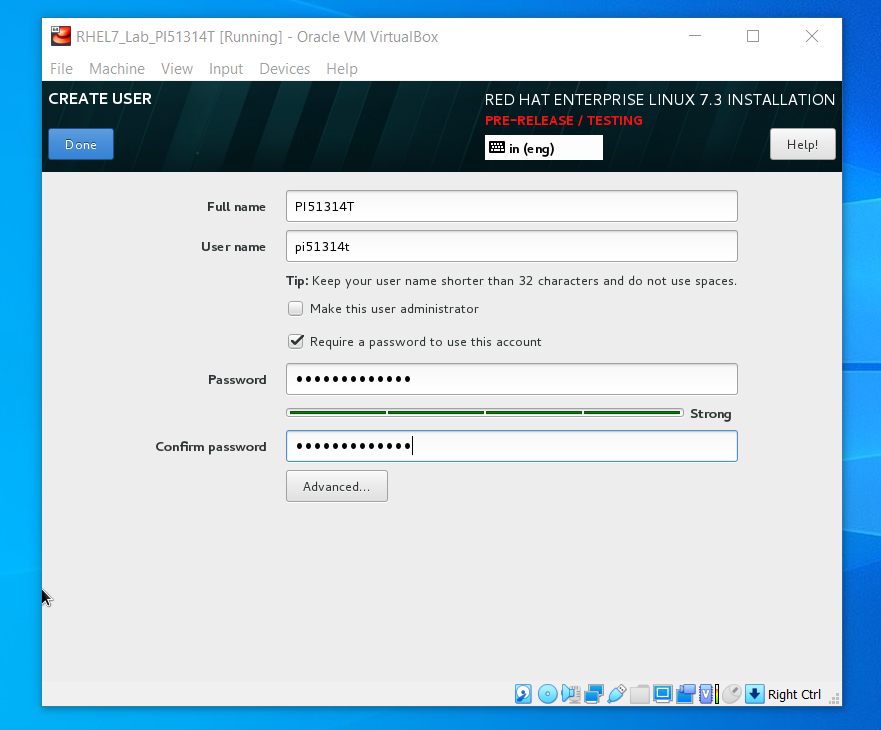 RHEL7_Lab_PI51314T [Running] - Oracle VM VirtualBox
File Machine View Input Devices Help
CREATE USER
RED HAT ENTERPRISE LINUX 7.3 INSTALLATION
PRE-RELEASE / TESTING
Done
in (eng)
Help!
Full name PI51314T
User name pi51314t
Tip: Keep your user name shorter than 32 characters and do not use spaces.
Make this user administrator
Require a password to use this account
Password •••••••••••••
Strong
Confirm password •••••••••••••
Advanced...
Right Ctrl